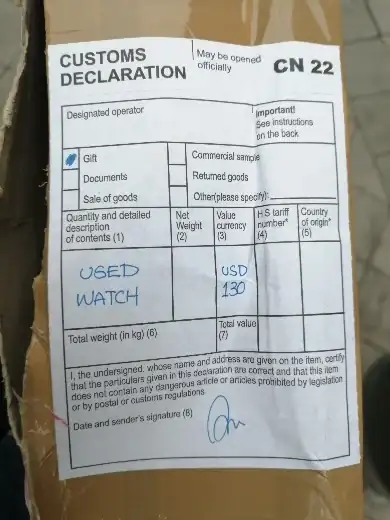 CUSTOMS
DECLARATION
May be opened
officially
CN 22
Designated operator
Important!
See instructions
on the back
Gift
Commercial sample
Documents
Returned goods
Sale of goods
Other(please specify):
Quantity and detailed
description
of contents (1)
Net
Weight
(2)
Value
currency
(3)
HS tariff
number*
(4)
Country
of origin*
(5)
USED
WATCH
USD
130
Total weight (in kg) (6)
Total value
(7)
I, the undersigned, whose name and address are given on the item, certify
that the particulars given in this declaration are correct and that this item
does not contain any dangerous article or articles prohibited by legislation
or by postal or customs regulations
Date and sender's signature (8)